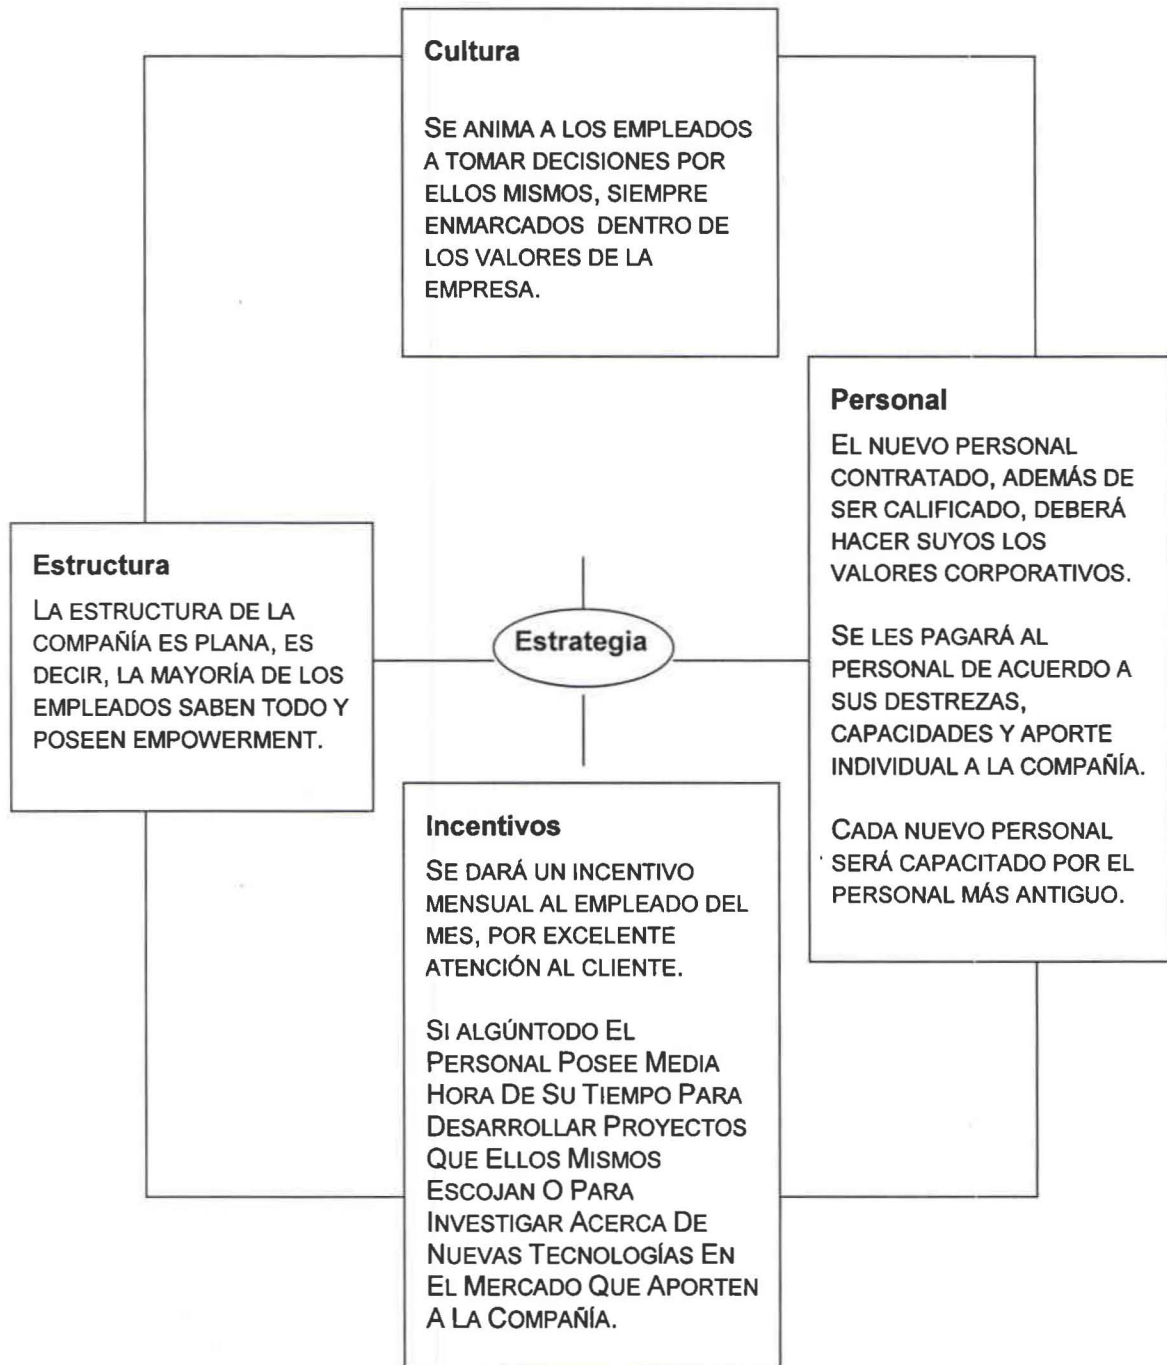 Cultura
SE ANIMA A LOS EMPLEADOS
A TOMAR DECISIONES POR
ELLOS MISMOS, SIEMPRE
ENMARCADOS DENTRO DE
LOS VALORES DE LA
EMPRESA.
Personal
EL NUEVO PERSONAL
CONTRATADO, ADEMÁS DE
SER CALIFICADO, DEBERÁ
HACER SUYOS LOS
VALORES CORPORATIVOS.
SE LES PAGARÁ AL
PERSONAL DE ACUERDO A
SUS DESTREZAS,
CAPACIDADES Y APORTE
INDIVIDUAL A LA COMPAÑÍA.
CADA NUEVO PERSONAL
SERÁ CAPACITADO POR EL
PERSONAL MÁS ANTIGUO.
Estructura
LA ESTRUCTURA DE LA
COMPAÑÍA ES PLANA, ES
DECIR, LA MAYORÍA DE LOS
EMPLEADOS SABEN TODO Y
POSEEN EMPOWERMENT.
Estrategia
Incentivos
SE DARÁ UN INCENTIVO
MENSUAL AL EMPLEADO DEL
MES, POR EXCELENTE
ATENCIÓN AL CLIENTE.
SI ALGÚNTODO EL
PERSONAL POSEE MEDIA
HORA DE SU TIEMPO PARA
DESARROLLAR PROYECTOS
QUE ELLOS MISMOS
ESCOJAN O PARA
INVESTIGAR ACERCA DE
NUEVAS TECNOLOGÍAS EN
EL MERCADO QUE APORTEN
A LA COMPAÑÍA.